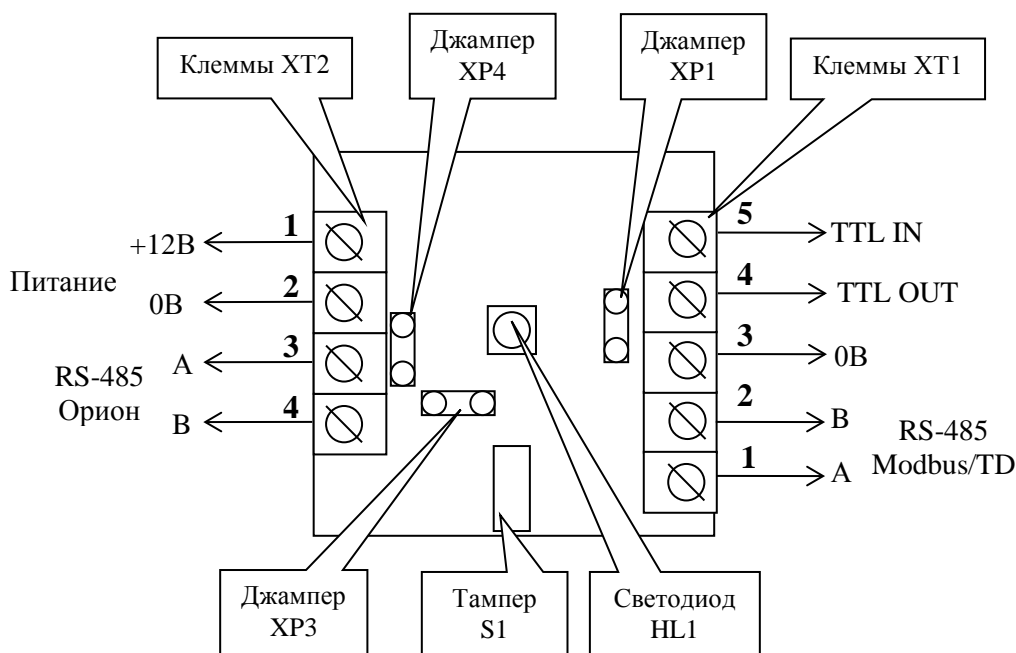 Клеммы XT2
Джампер
XP4
Джампер
XP1
Клеммы XT1
1
+12В
Питание
2
0В
3
A
RS-485
Орион
4
B
5
TTL IN
4
TTL OUT
3
0В
2
B
RS-485
Modbus/TD
1
A
Джампер
XP3
Тампер
S1
Светодиод
HL1